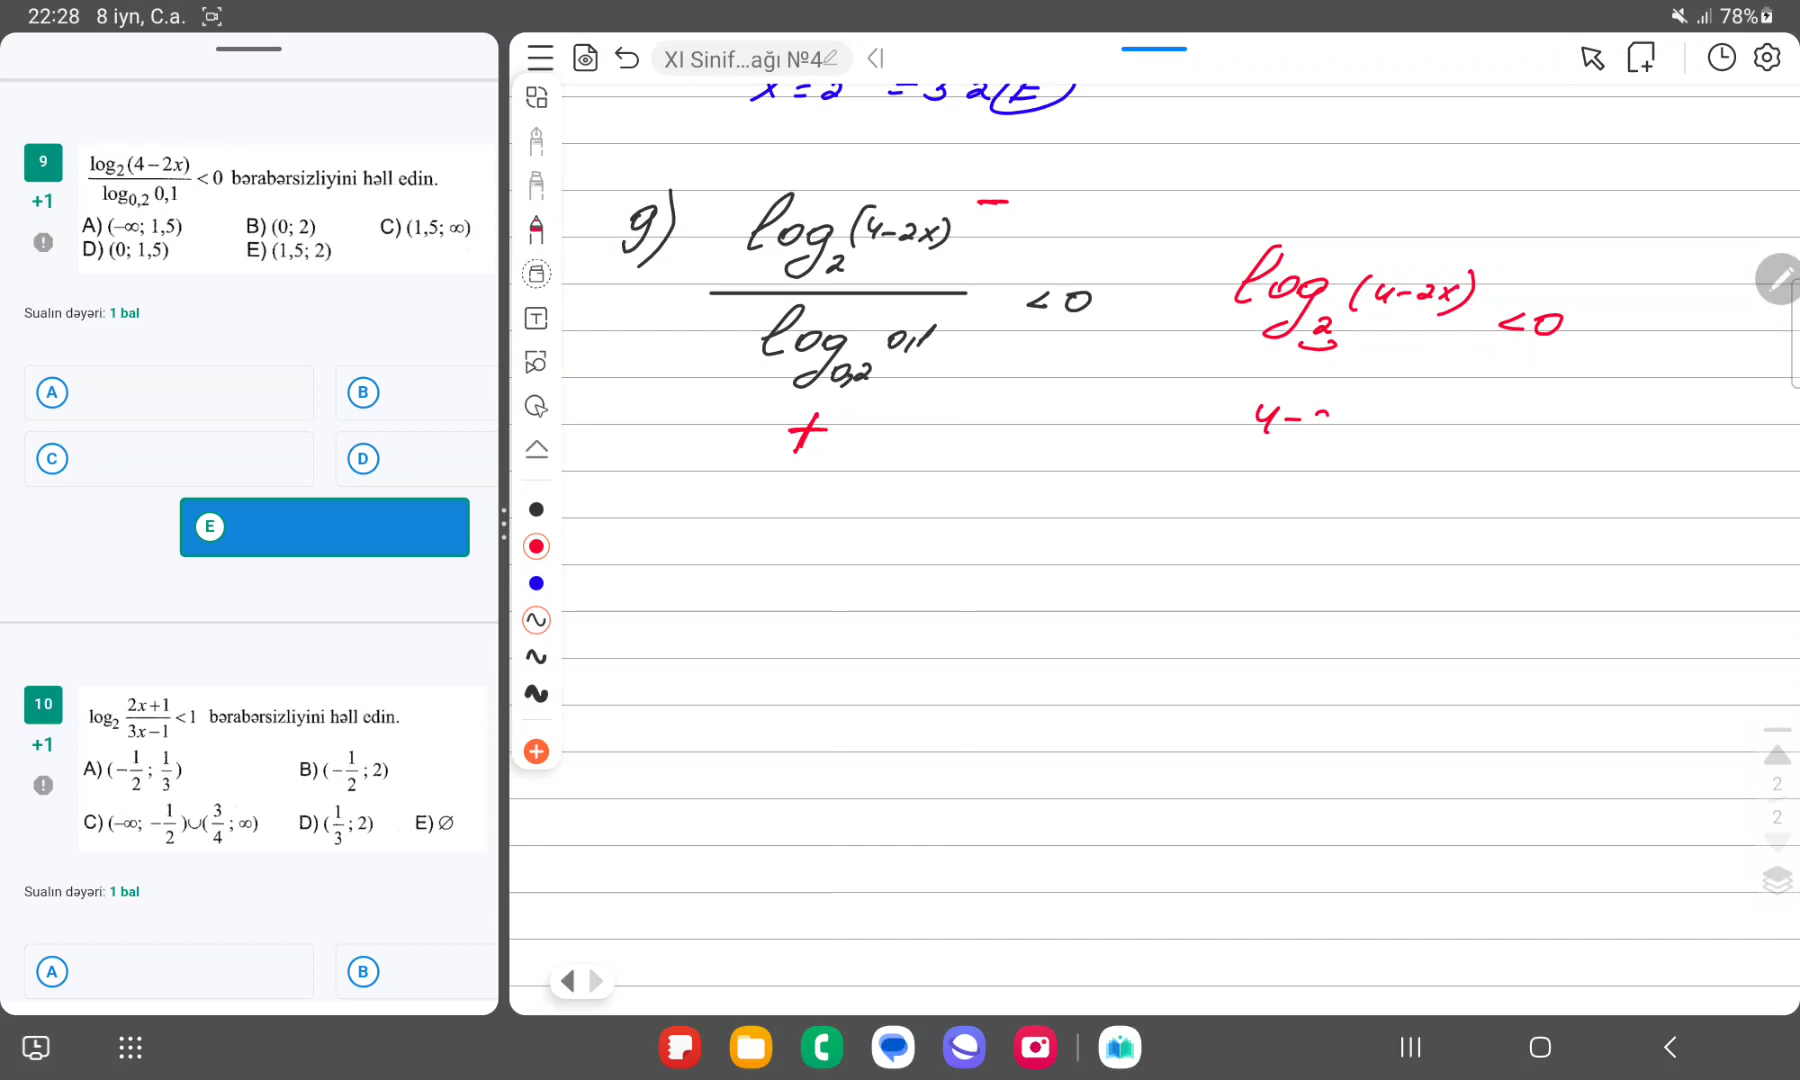 22:28 8 iyn, C.a.
78%
9
+1
log₂(4−2x) / log₀,₂ 0,1 < 0 bərabərsizliyini həll edin.
A) (−∞; 1,5) B) (0; 2) C) (1,5; ∞)
D) (0; 1,5) E) (1,5; 2)
Sualın dəyəri: 1 bal
A B
C D
E
10
+1
log₂ (2x+1)/(3x−1) < 1 bərabərsizliyini həll edin.
A) (−1/2; 1/3) B) (−1/2; 2)
C) (−∞; −1/2)∪(3/4; ∞) D) (1/3; 2) E) ∅
Sualın dəyəri: 1 bal
A B
XI Sinif...ağı №4
x = 2 = 32(E)
9) log₂(4−2x) −
< 0
log₀,₂ 0,1
+
log₂(4−2x) < 0
4 −
2
2